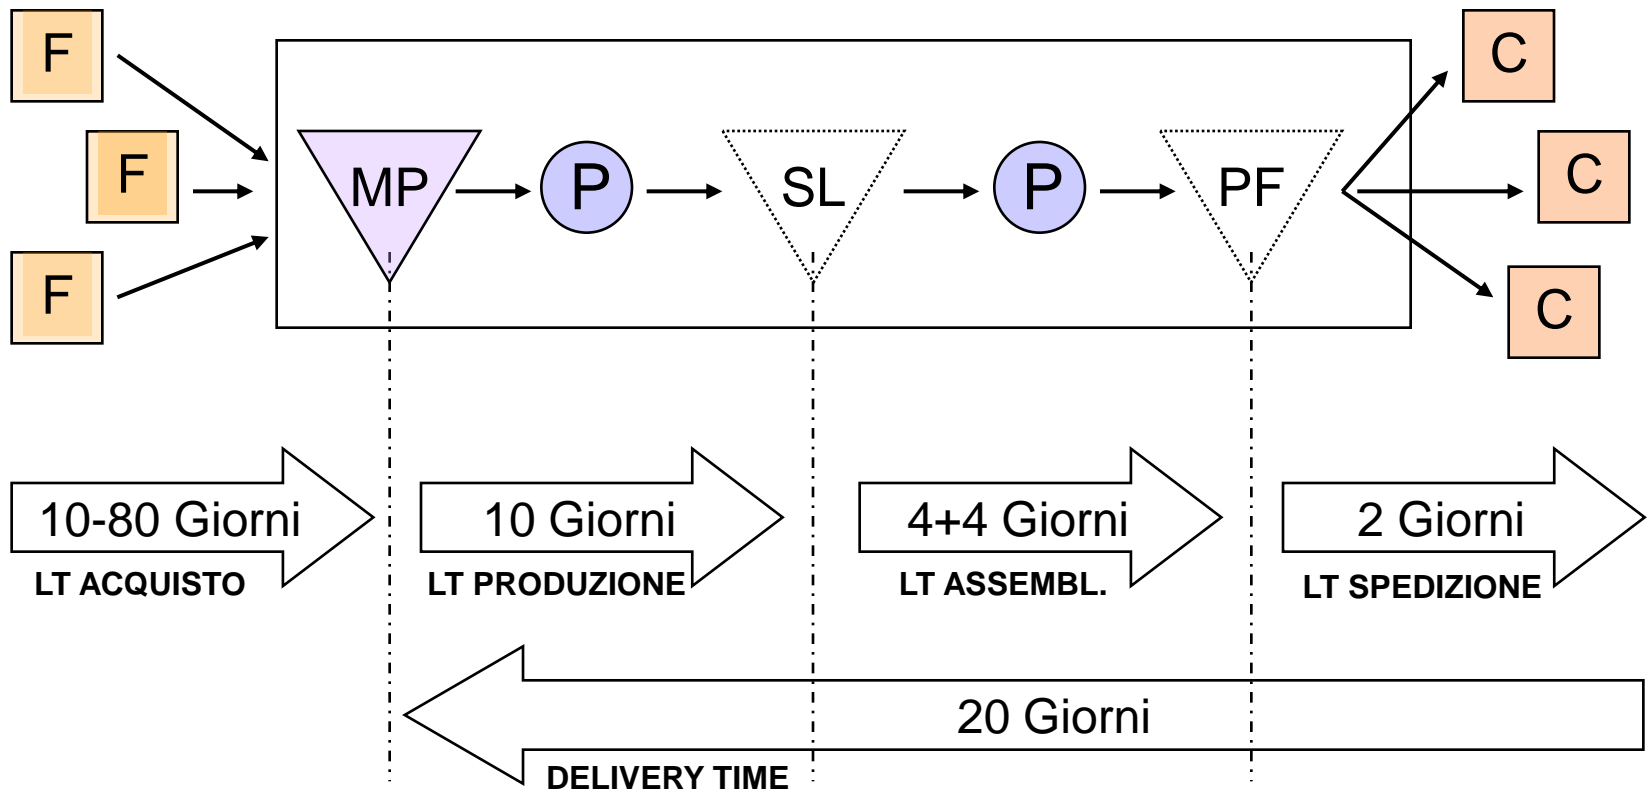 F
C
F
MP
P
SL
P
PF
C
F
C
10-80 Giorni
10 Giorni
4+4 Giorni
2 Giorni
LT ACQUISTO
LT PRODUZIONE
LT ASSEMBL.
LT SPEDIZIONE
20 Giorni
DELIVERY TIME